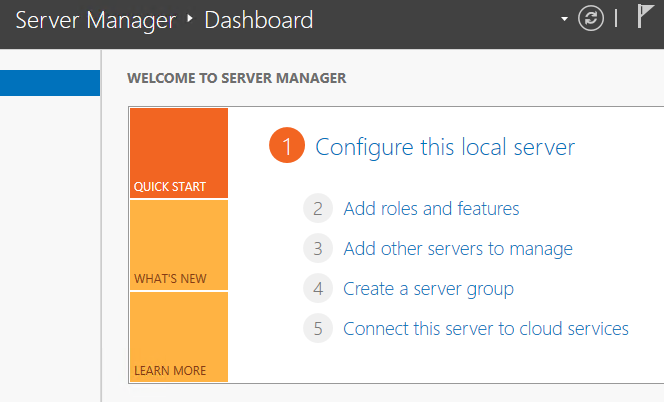 Server Manager ‣ Dashboard
WELCOME TO SERVER MANAGER
QUICK START
WHAT'S NEW
LEARN MORE
1 Configure this local server
2 Add roles and features
3 Add other servers to manage
4 Create a server group
5 Connect this server to cloud services